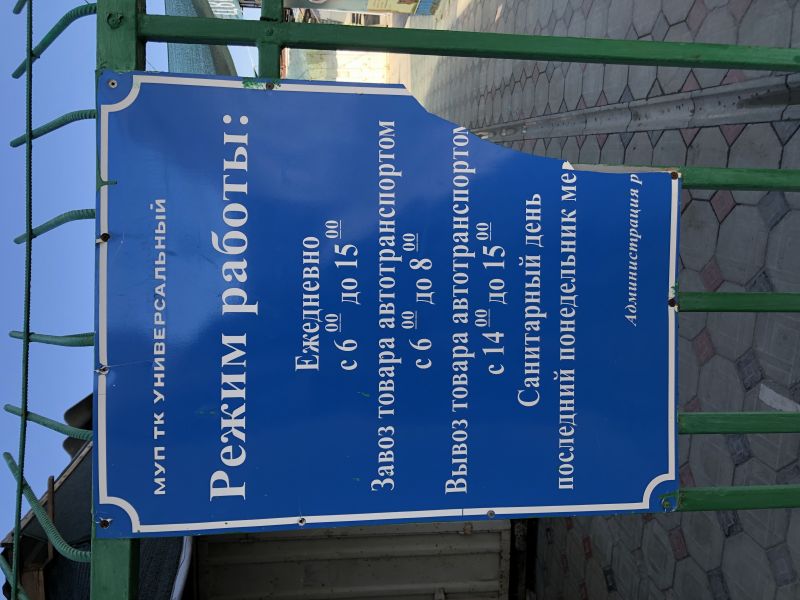 МУП ТК УНИВЕРСАЛЬНЫЙ
Режим работы:
Ежедневно
с 6 00 до 15 00
Завоз товара автотранспортом
с 6 00 до 8 00
Вывоз товара автотранспортом
с 14 00 до 15 00
Санитарный день
последний понедельник ме
Администрация р